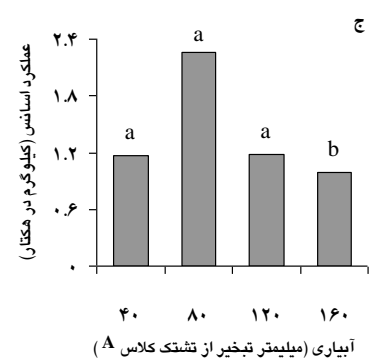 ج
عملکرد اسانس (کیلوگرم در هکتار)
۲.۴
۱.۸
۱.۲
۰.۶
۰
a
a
a
b
۴۰ ۸۰ ۱۲۰ ۱۶۰
آبیاری (میلیمتر تبخیر از تشتک کلاس A)